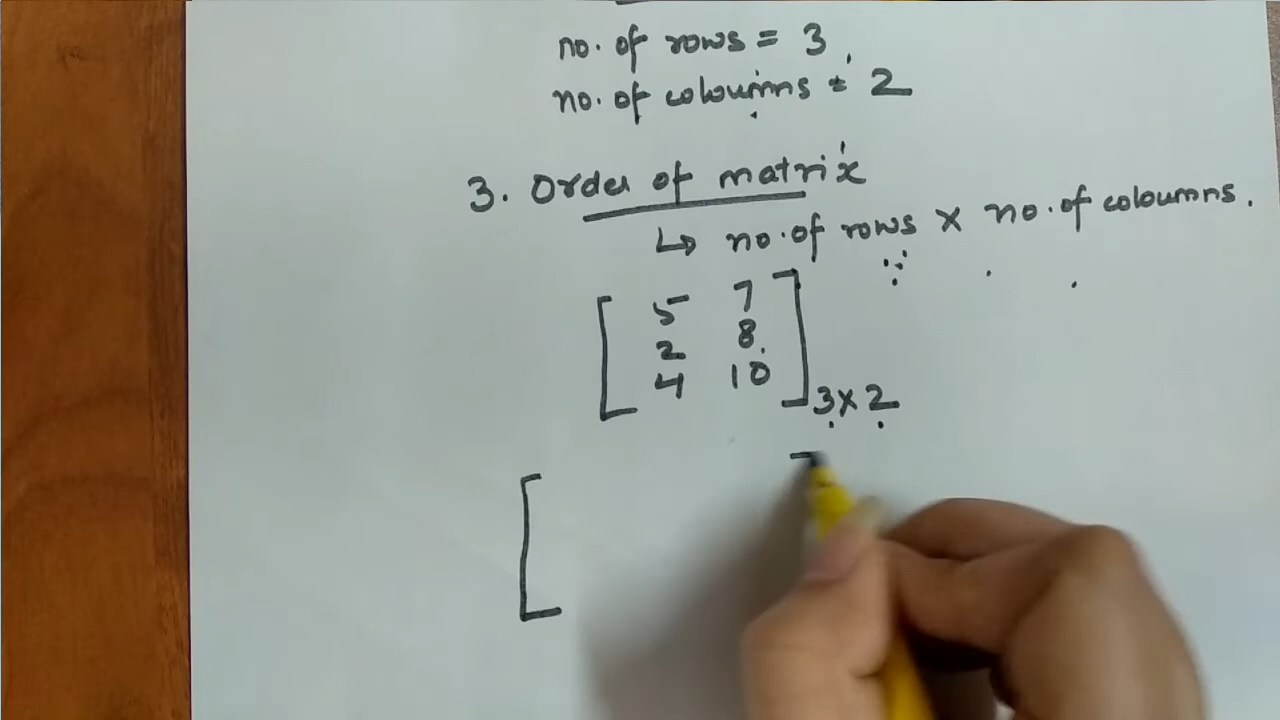 no. of rows = 3
no. of coloumns = 2
3. Order of matrix
↳ no. of rows × no. of coloumns.
5 7
2 8
4 10
3×2